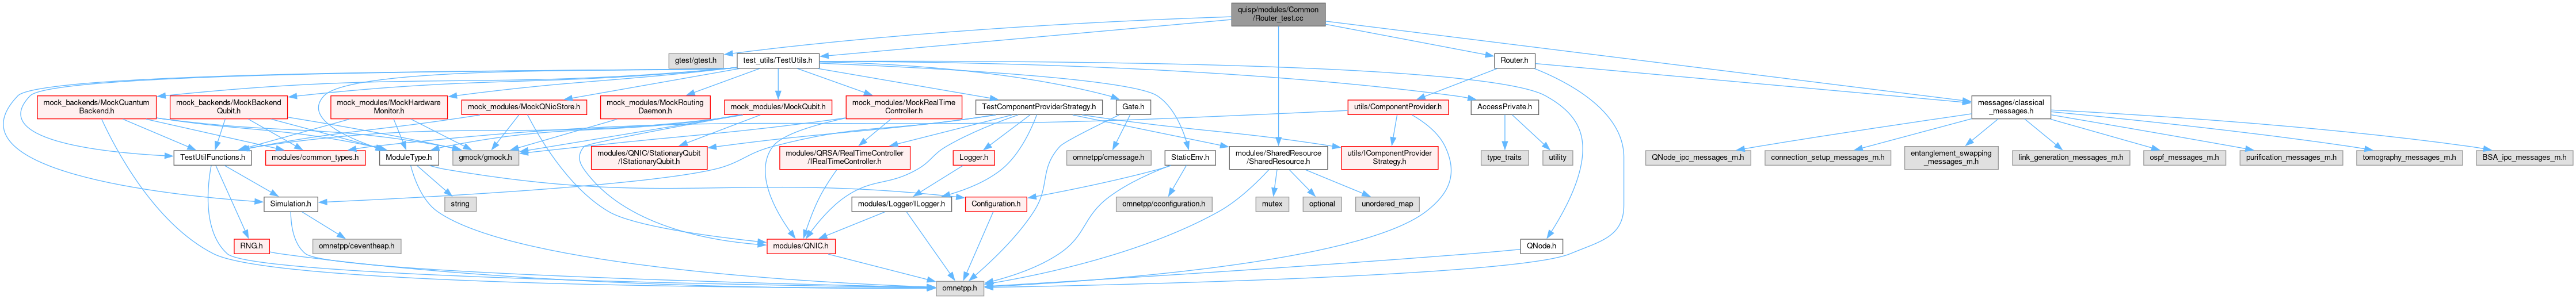 quisp/modules/Common
/Router_test.cc
gtest/gtest.h
test_utils/TestUtils.h
Router.h
mock_backends/MockQuantum
Backend.h
mock_backends/MockBackend
Qubit.h
mock_modules/MockHardware
Monitor.h
mock_modules/MockQNicStore.h
mock_modules/MockRouting
Daemon.h
mock_modules/MockQubit.h
mock_modules/MockRealTime
Controller.h
TestComponentProviderStrategy.h
Gate.h
utils/ComponentProvider.h
AccessPrivate.h
messages/classical
_messages.h
TestUtilFunctions.h
modules/common_types.h
ModuleType.h
gmock/gmock.h
modules/QNIC/StationaryQubit
/IStationaryQubit.h
modules/QRSA/RealTimeController
/IRealTimeController.h
Logger.h
omnetpp/cmessage.h
StaticEnv.h
modules/SharedResource
/SharedResource.h
utils/IComponentProvider
Strategy.h
type_traits
utility
QNode_ipc_messages_m.h
connection_setup_messages_m.h
entanglement_swapping
_messages_m.h
link_generation_messages_m.h
ospf_messages_m.h
purification_messages_m.h
tomography_messages_m.h
BSA_ipc_messages_m.h
Simulation.h
string
modules/Logger/ILogger.h
Configuration.h
omnetpp/cconfiguration.h
mutex
optional
unordered_map
RNG.h
omnetpp/ceventheap.h
modules/QNIC.h
QNode.h
omnetpp.h